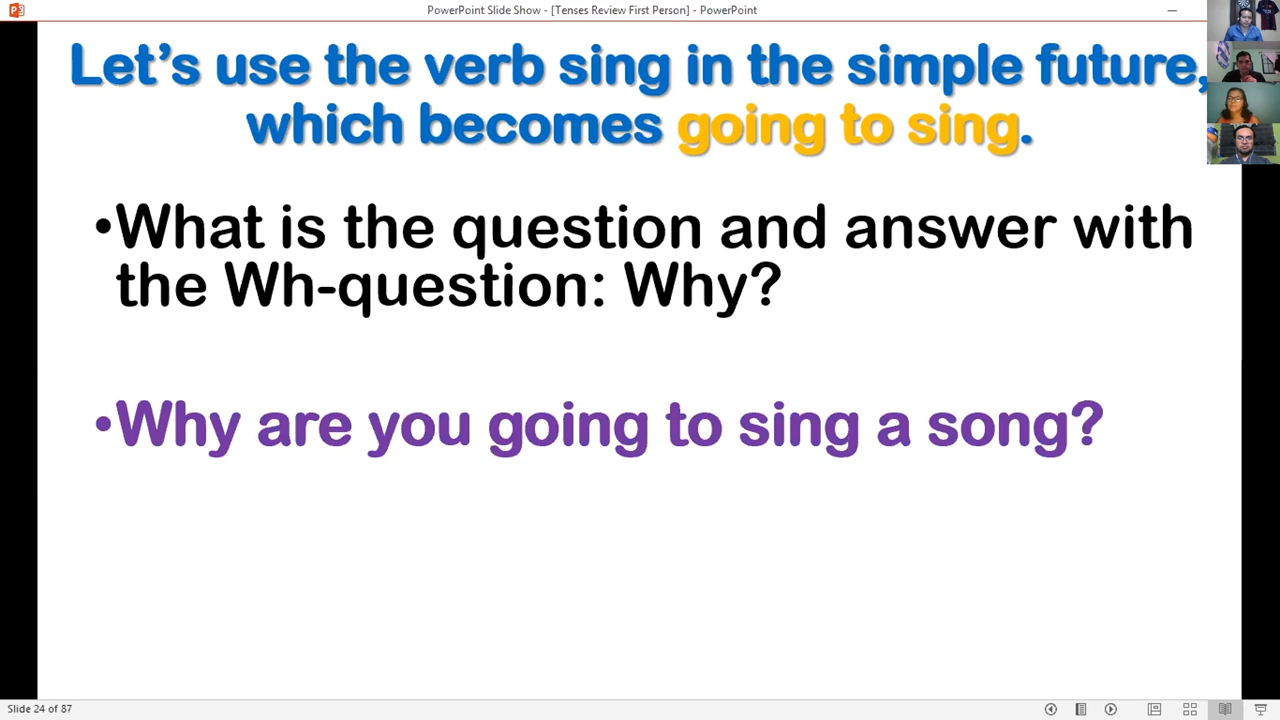 PowerPoint Slide Show - [Tenses Review First Person] - PowerPoint
Let's use the verb sing in the simple future,
which becomes going to sing.
•What is the question and answer with
the Wh-question: Why?
•Why are you going to sing a song?
Slide 24 of 87